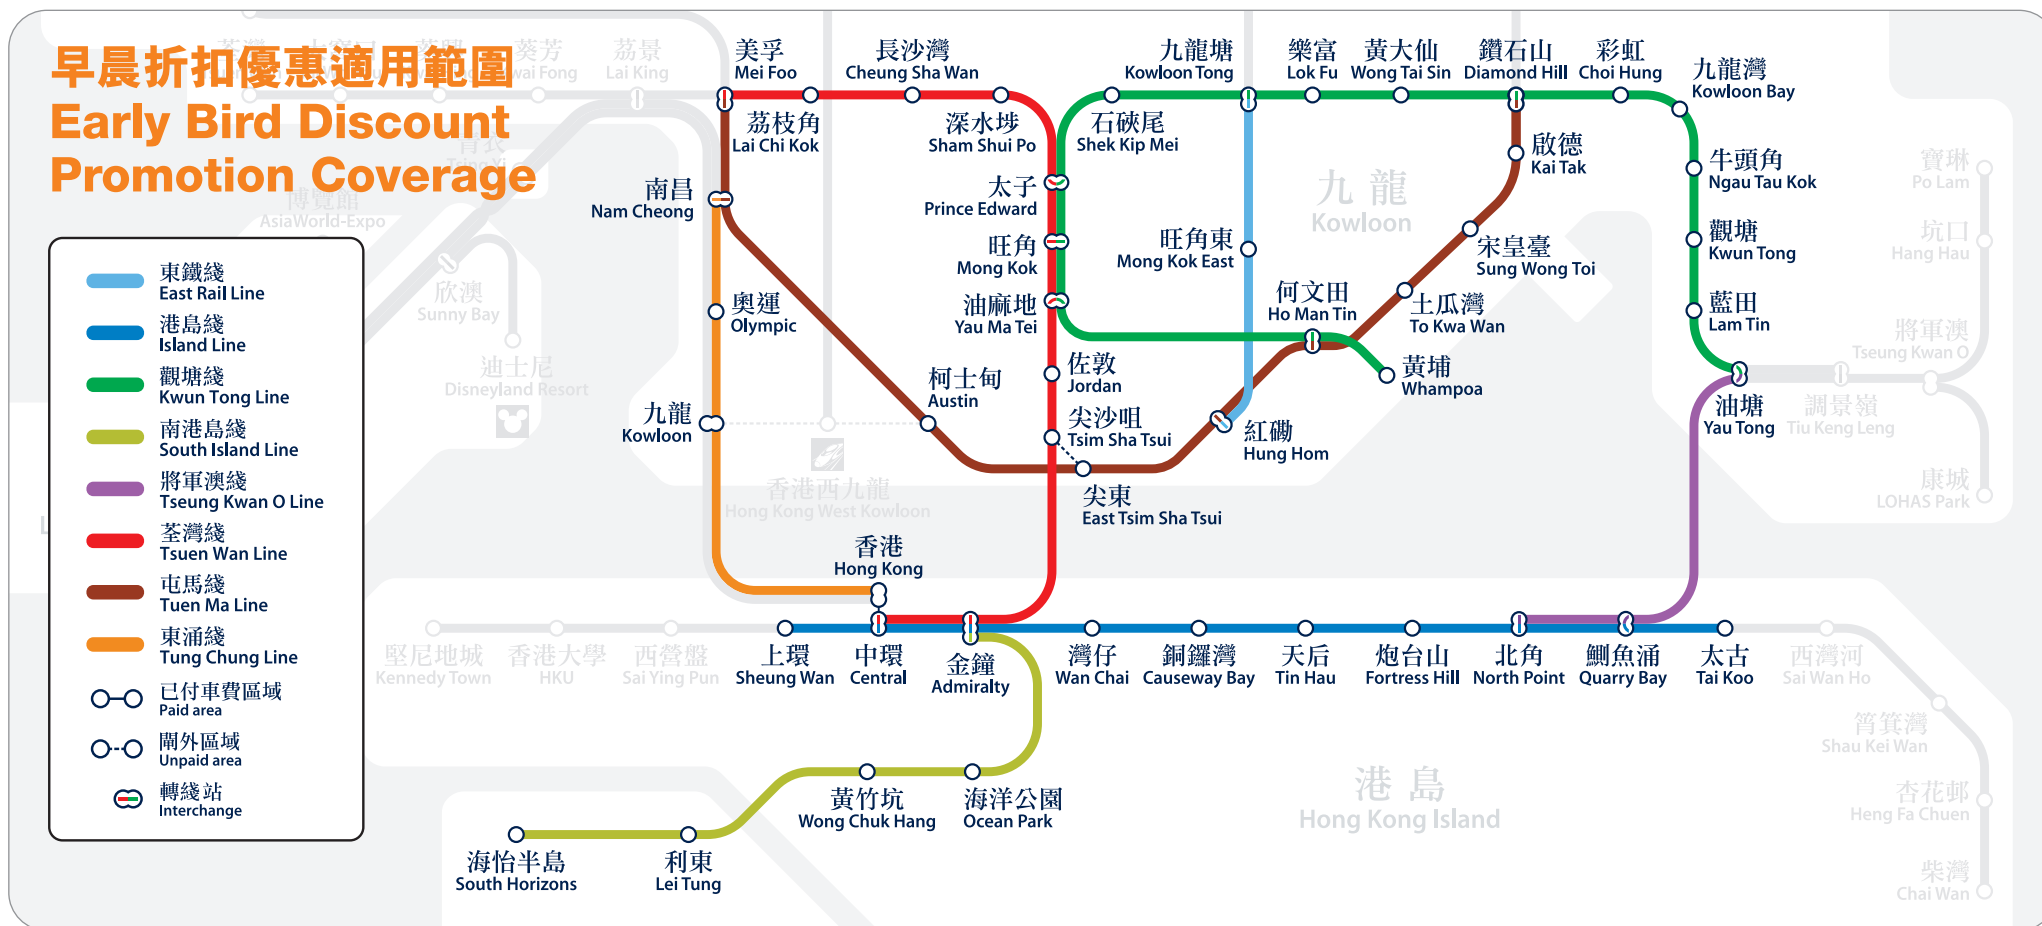 早晨折扣優惠適用範圍
Early Bird Discount
Promotion Coverage
東鐵綫
East Rail Line
港島綫
Island Line
觀塘綫
Kwun Tong Line
南港島綫
South Island Line
將軍澳綫
Tseung Kwan O Line
荃灣綫
Tsuen Wan Line
屯馬綫
Tuen Ma Line
東涌綫
Tung Chung Line
已付車費區域
Paid area
閘外區域
Unpaid area
轉綫站
Interchange
葵芳
Kwai Fong
荔景
Lai King
美孚
Mei Foo
長沙灣
Cheung Sha Wan
九龍塘
Kowloon Tong
樂富
Lok Fu
黃大仙
Wong Tai Sin
鑽石山
Diamond Hill
彩虹
Choi Hung
九龍灣
Kowloon Bay
荔枝角
Lai Chi Kok
深水埗
Sham Shui Po
石硤尾
Shek Kip Mei
啟德
Kai Tak
青衣
Tsing Yi
博覽館
AsiaWorld-Expo
南昌
Nam Cheong
太子
Prince Edward
九龍
Kowloon
牛頭角
Ngau Tau Kok
寶琳
Po Lam
旺角
Mong Kok
旺角東
Mong Kok East
宋皇臺
Sung Wong Toi
觀塘
Kwun Tong
坑口
Hang Hau
欣澳
Sunny Bay
奧運
Olympic
油麻地
Yau Ma Tei
何文田
Ho Man Tin
土瓜灣
To Kwa Wan
藍田
Lam Tin
將軍澳
Tseung Kwan O
迪士尼
Disneyland Resort
柯士甸
Austin
佐敦
Jordan
黃埔
Whampoa
九龍
Kowloon
尖沙咀
Tsim Sha Tsui
紅磡
Hung Hom
油塘
Yau Tong
調景嶺
Tiu Keng Leng
香港西九龍
Hong Kong West Kowloon
尖東
East Tsim Sha Tsui
康城
LOHAS Park
香港
Hong Kong
堅尼地城
Kennedy Town
香港大學
HKU
西營盤
Sai Ying Pun
上環
Sheung Wan
中環
Central
金鐘
Admiralty
灣仔
Wan Chai
銅鑼灣
Causeway Bay
天后
Tin Hau
炮台山
Fortress Hill
北角
North Point
鰂魚涌
Quarry Bay
太古
Tai Koo
西灣河
Sai Wan Ho
筲箕灣
Shau Kei Wan
黃竹坑
Wong Chuk Hang
海洋公園
Ocean Park
港島
Hong Kong Island
杏花邨
Heng Fa Chuen
海怡半島
South Horizons
利東
Lei Tung
柴灣
Chai Wan